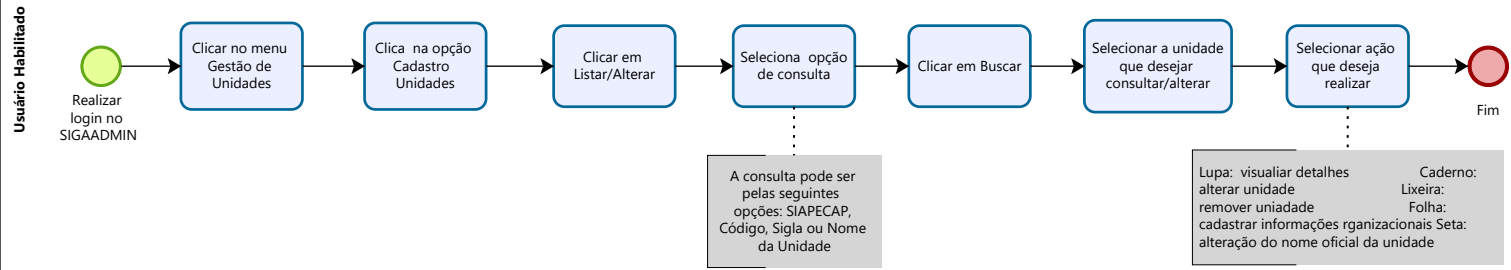 Usuário Habilitado
Realizar
login no
SIGAADMIN
Clicar no menu
Gestão de
Unidades
Clica na opção
Cadastro
Unidades
Clicar em
Listar/Alterar
Seleciona opção
de consulta
Clicar em Buscar
Selecionar a unidade
que desejar
consultar/alterar
Selecionar ação
que deseja
realizar
Fim
A consulta pode ser
pelas seguintes
opções: SIAPECAP,
Código, Sigla ou Nome
da Unidade
Lupa: visualiar detalhes Caderno:
alterar unidade Lixeira:
remover uniadade Folha:
cadastrar informações rganizacionais Seta:
alteração do nome oficial da unidade